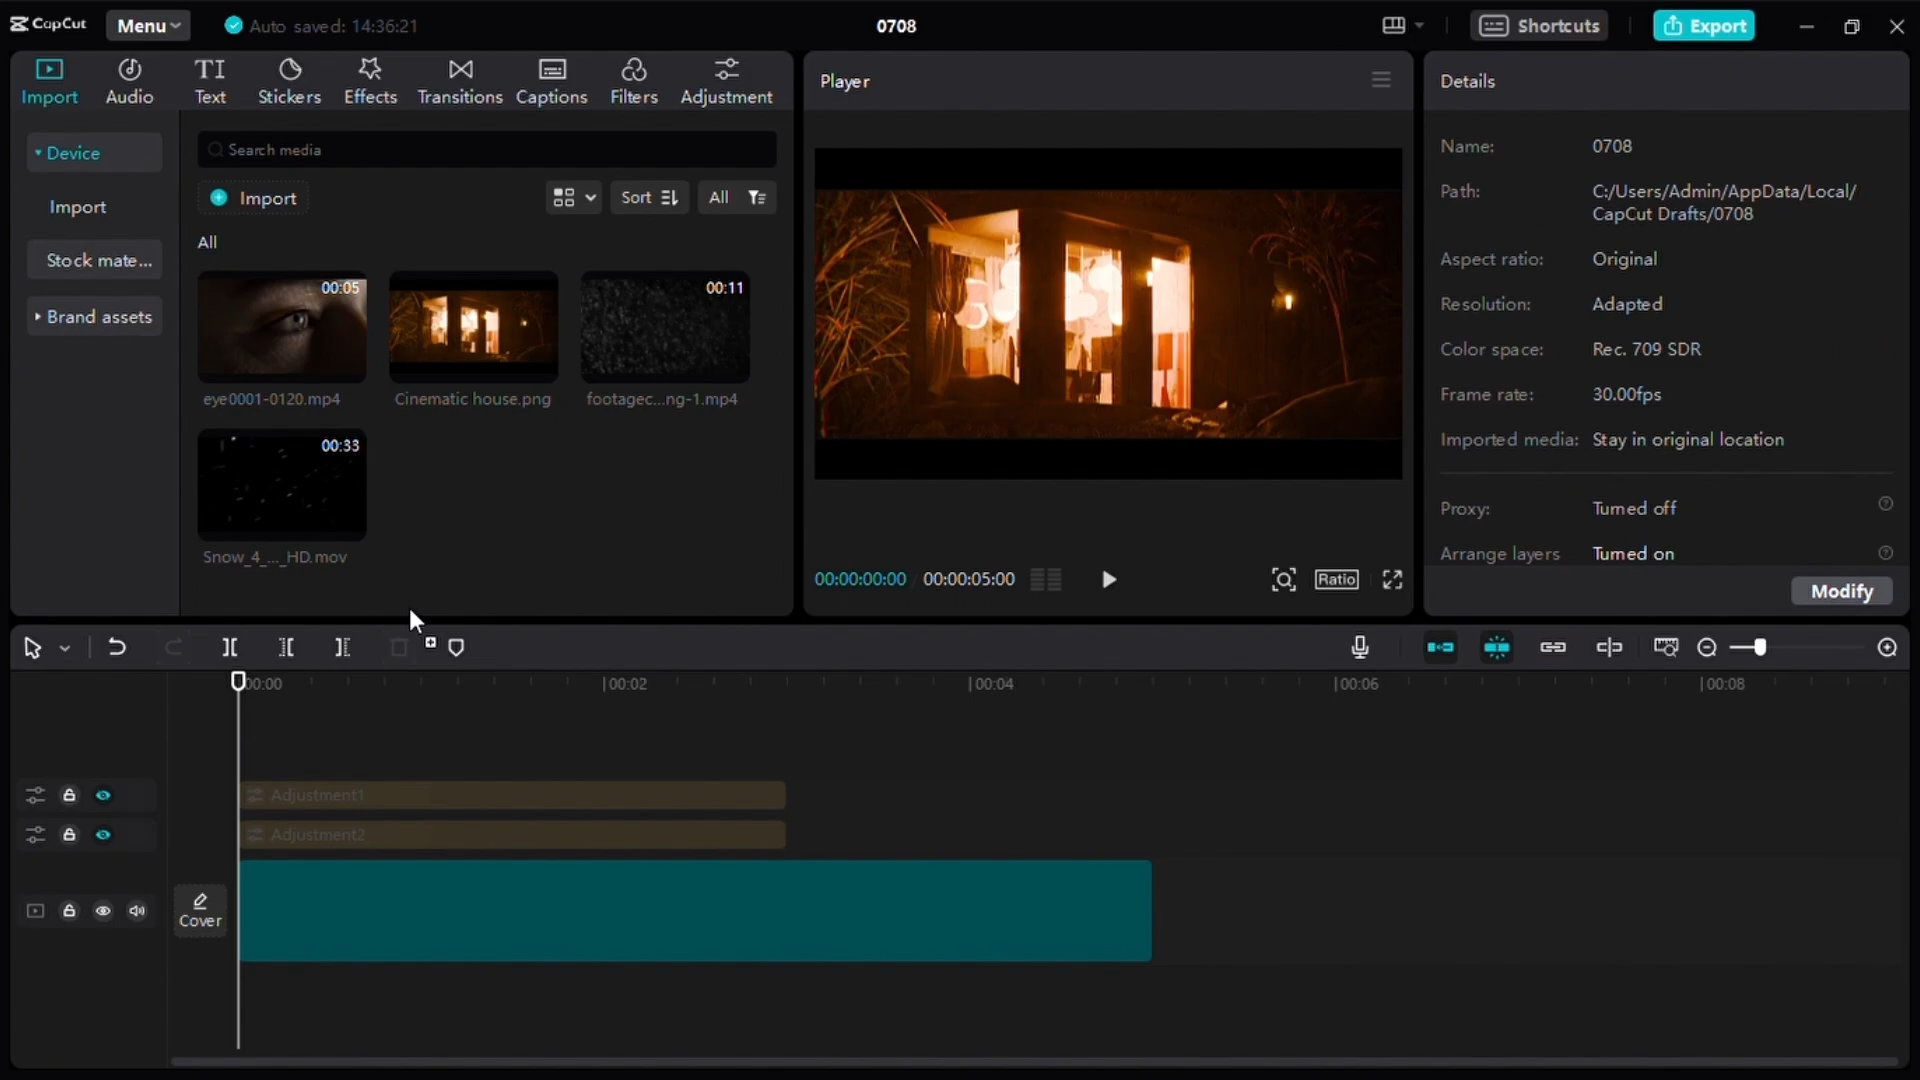 CapCut
Menu
Auto saved: 14:36:21
0708
Shortcuts
Export
Import
Audio
TI
Text
Stickers
Effects
Transitions
Captions
Filters
Adjustment
Player
Details
Device
Import
Stock mate...
Brand assets
Search media
Import
Sort
All
All
00:05
eye0001-0120.mp4
Cinematic house.png
00:11
footagec...ng-1.mp4
00:33
Snow_4_..._HD.mov
00:00:00:00
00:00:05:00
Ratio
Name: 0708
Path: C:/Users/Admin/AppData/Local/
CapCut Drafts/0708
Aspect ratio: Original
Resolution: Adapted
Color space: Rec. 709 SDR
Frame rate: 30.00fps
Imported media: Stay in original location
Proxy: Turned off
Arrange layers Turned on
Modify
00:00
00:02
00:04
00:06
00:08
Adjustment1
Adjustment2
Cover